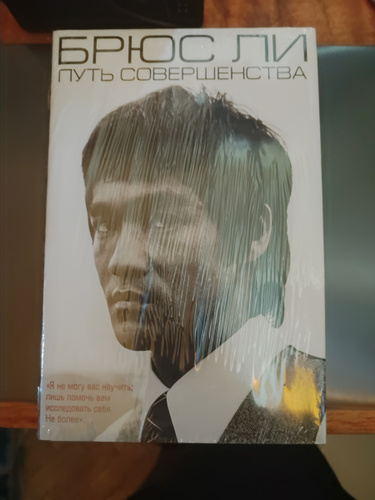 БРЮС ЛИ
ПУТЬ СОВЕРШЕНСТВА
«Я не могу вас научить,
лишь помочь вам
исследовать себя.
Не более»